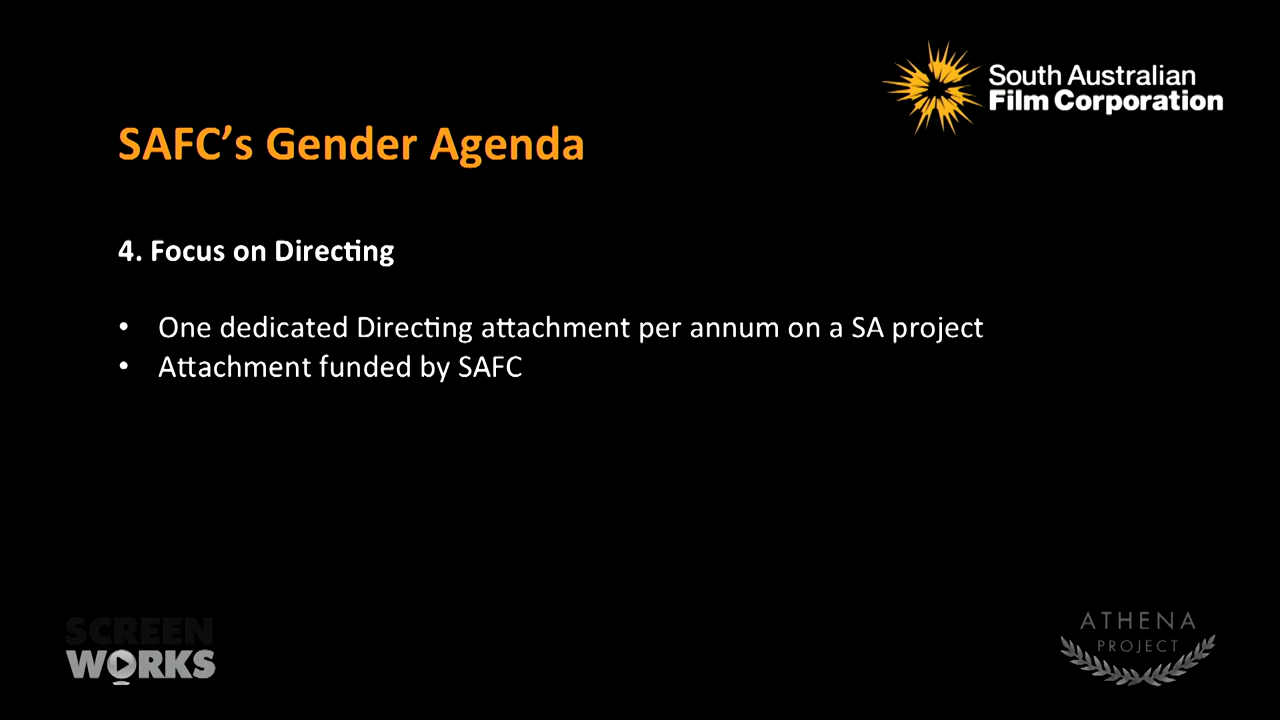 South Australian
Film Corporation
SAFC’s Gender Agenda
4. Focus on Directing
• One dedicated Directing attachment per annum on a SA project
• Attachment funded by SAFC
SCREEN
WORKS
ATHENA
PROJECT